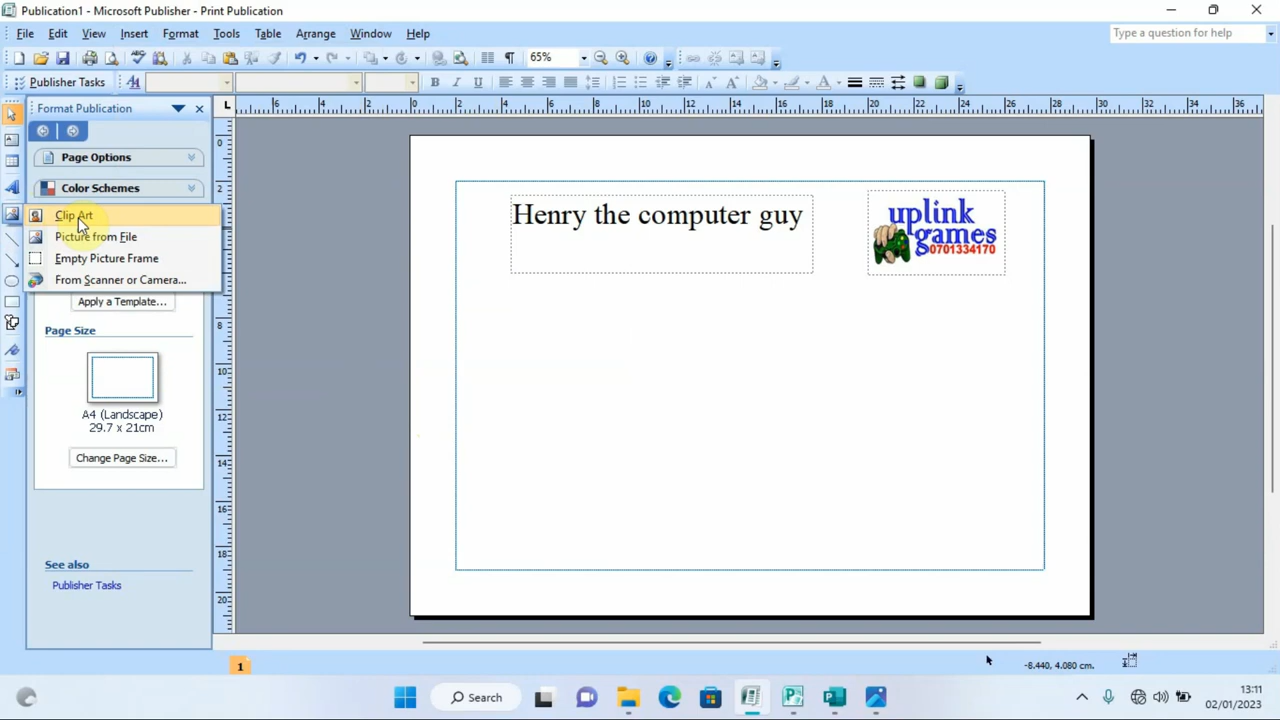 Publication1 - Microsoft Publisher - Print Publication
File Edit View Insert Format Tools Table Arrange Window Help
Type a question for help
65%
Publisher Tasks
Format Publication
Page Options
Color Schemes
Clip Art
Picture from File
Empty Picture Frame
From Scanner or Camera...
Apply a Template...
Page Size
A4 (Landscape)
29.7 x 21cm
Change Page Size...
See also
Publisher Tasks
Henry the computer guy
uplink
games
0701334170
1
-8.440, 4.080 cm.
Search
13:11
02/01/2023